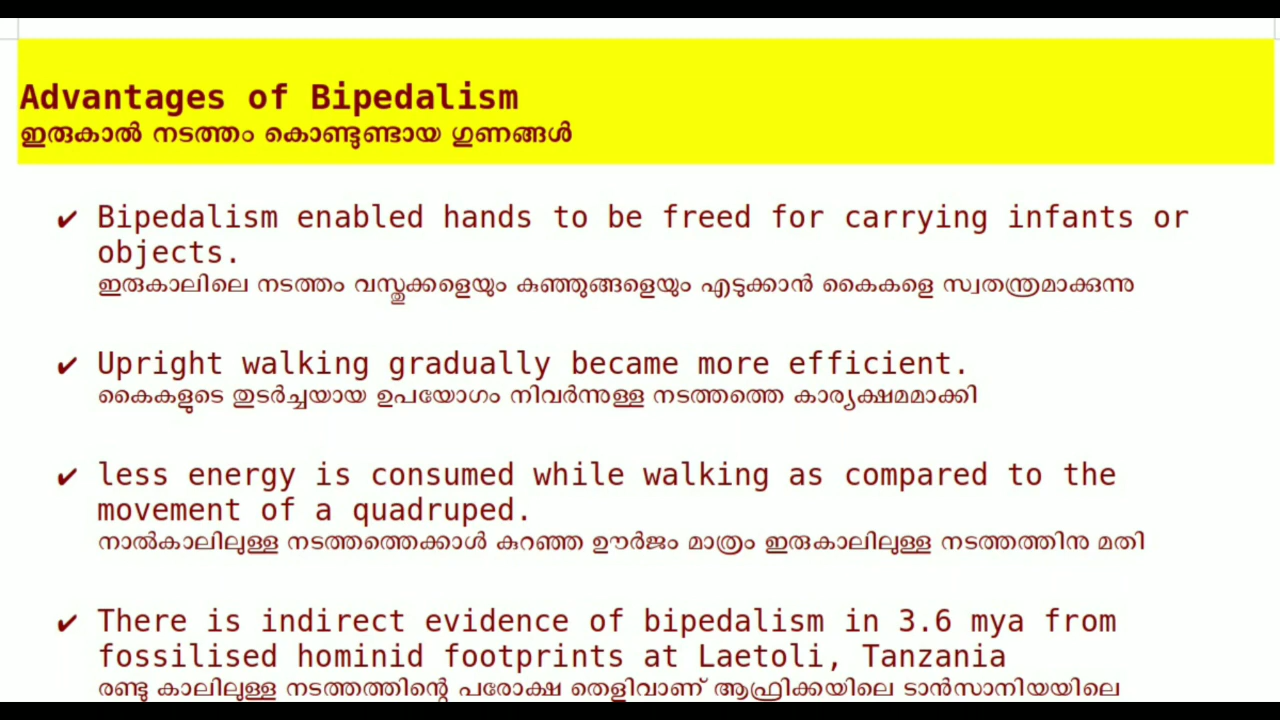 Advantages of Bipedalism
ഇരുകാൽ നടത്തം കൊണ്ടുണ്ടായ ഗുണങ്ങൾ
✔ Bipedalism enabled hands to be freed for carrying infants or
objects.
ഇരുകാലിലെ നടത്തം വസ്തുക്കളെയും കുഞ്ഞുങ്ങളെയും എടുക്കാൻ കൈകളെ സ്വതന്ത്രമാക്കുന്നു
✔ Upright walking gradually became more efficient.
കൈകളുടെ തുടർച്ചയായ ഉപയോഗം നിവർന്നുള്ള നടത്തത്തെ കാര്യക്ഷമമാക്കി
✔ less energy is consumed while walking as compared to the
movement of a quadruped.
നാൽകാലിലുള്ള നടത്തത്തെക്കാൾ കുറഞ്ഞ ഊർജം മാത്രം ഇരുകാലിലുള്ള നടത്തത്തിനു മതി
✔ There is indirect evidence of bipedalism in 3.6 mya from
fossilised hominid footprints at Laetoli, Tanzania
രണ്ടു കാലിലുള്ള നടത്തത്തിന്റെ പരോക്ഷ തെളിവാണ് ആഫ്രിക്കയിലെ ടാൻസാനിയയിലെ